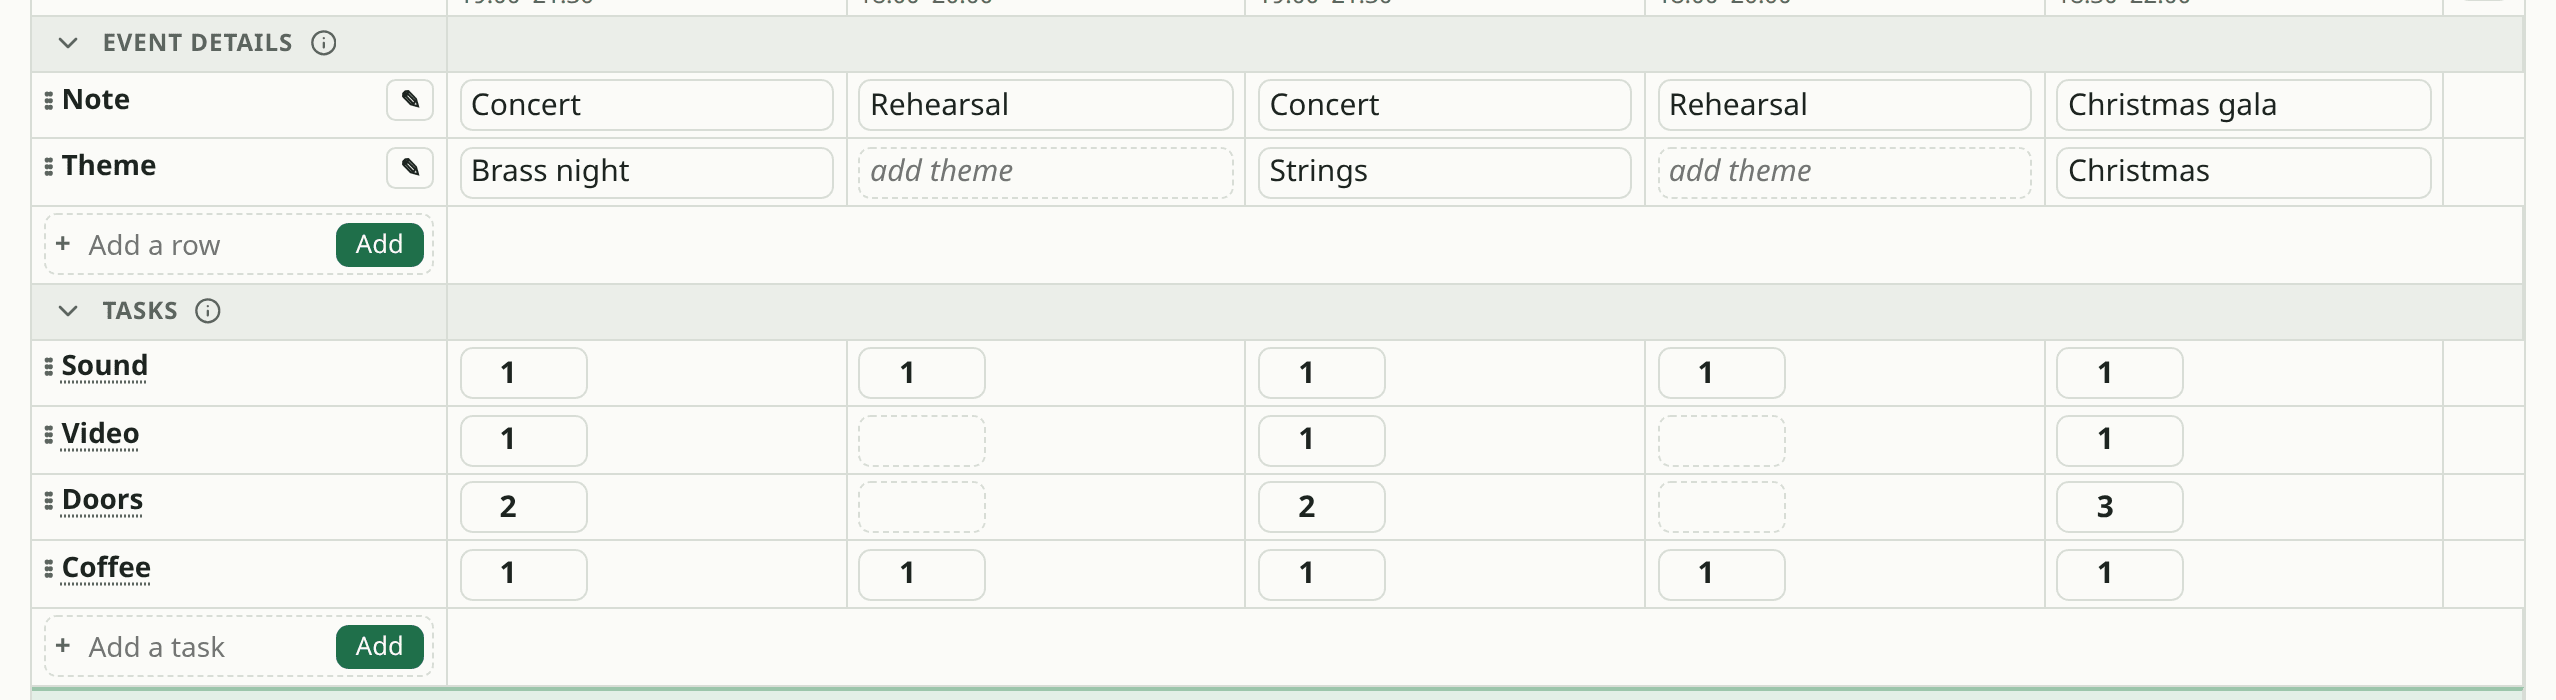 EVENT DETAILS
Note Concert Rehearsal Concert Rehearsal Christmas gala
Theme Brass night add theme Strings add theme Christmas
+ Add a row Add
TASKS
Sound 1 1 1 1 1
Video 1 1 1
Doors 2 2 3
Coffee 1 1 1 1 1
+ Add a task Add